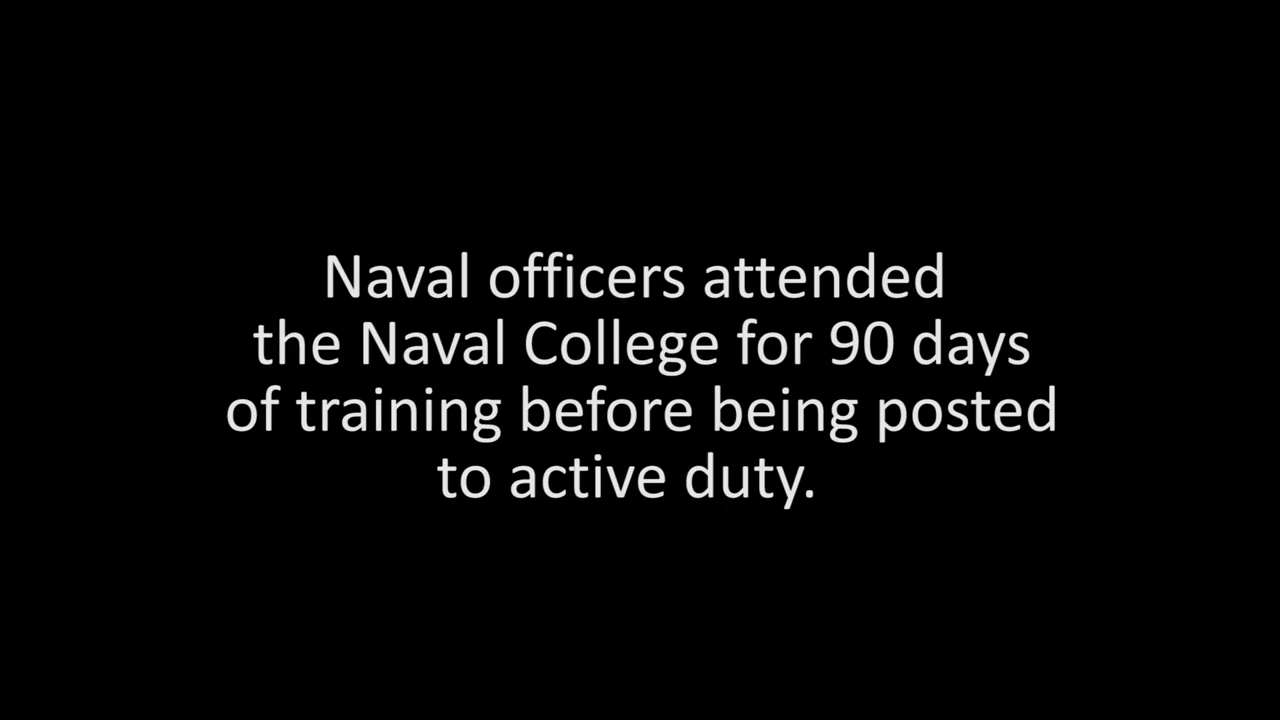 Naval officers attended
the Naval College for 90 days
of training before being posted
to active duty.